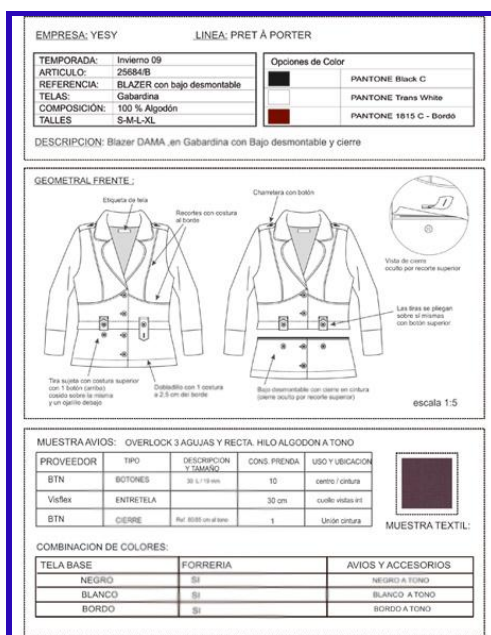 EMPRESA: YESY LINEA: PRET À PORTER
TEMPORADA: Invierno 09
ARTICULO: 25684/B
REFERENCIA: BLAZER con bajo desmontable
TELAS: Gabardina
COMPOSICIÓN: 100 % Algodón
TALLES S-M-L-XL
Opciones de Color
PANTONE Black C
PANTONE Trans White
PANTONE 1815 C - Bordó
DESCRIPCION: Blazer DAMA ,en Gabardina con Bajo desmontable y cierre
GEOMETRAL FRENTE :
Etiqueta de tela
Recortes con costura
al borde
Charretera con botón
Vista de cierre
oculto por recorte superior
Las tiras se pliegan
sobre si mismas
con botón superior
Tira sujeta con costura superior
con 1 botón (arriba)
cosida sobre la misma
y un ojalillo debajo
Dobladillo con 1 costura
a 2.5 cm del borde
Bajo desmontable con cierre en cintura
(cierre oculto por recorte superior)
escala 1:5
MUESTRA AVIOS: OVERLOCK 3 AGUJAS Y RECTA. HILO ALGODON A TONO
PROVEEDOR TIPO DESCRIPCION Y TAMAÑO CONS. PRENDA USO Y UBICACION
BTN BOTONES 10 centro / cintura
Visflex ENTRETELA 30 cm cuello vistas int
BTN CIERRE 1 Unión cintura
MUESTRA TEXTIL:
COMBINACION DE COLORES:
TELA BASE FORRERIA AVIOS Y ACCESORIOS
NEGRO SI NEGRO A TONO
BLANCO SI BLANCO A TONO
BORDO SI BORDO A TONO